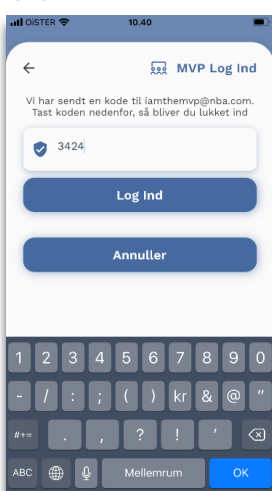 OiSTER 10.40
MVP Log Ind
Vi har sendt en kode til iamthemvp@nba.com.
Tast koden nedenfor, så bliver du lukket ind
3424
Log Ind
Annuller
1 2 3 4 5 6 7 8 9 0
- / : ; ( ) kr & @ "
#+= . , ? ! '
ABC Mellemrum OK